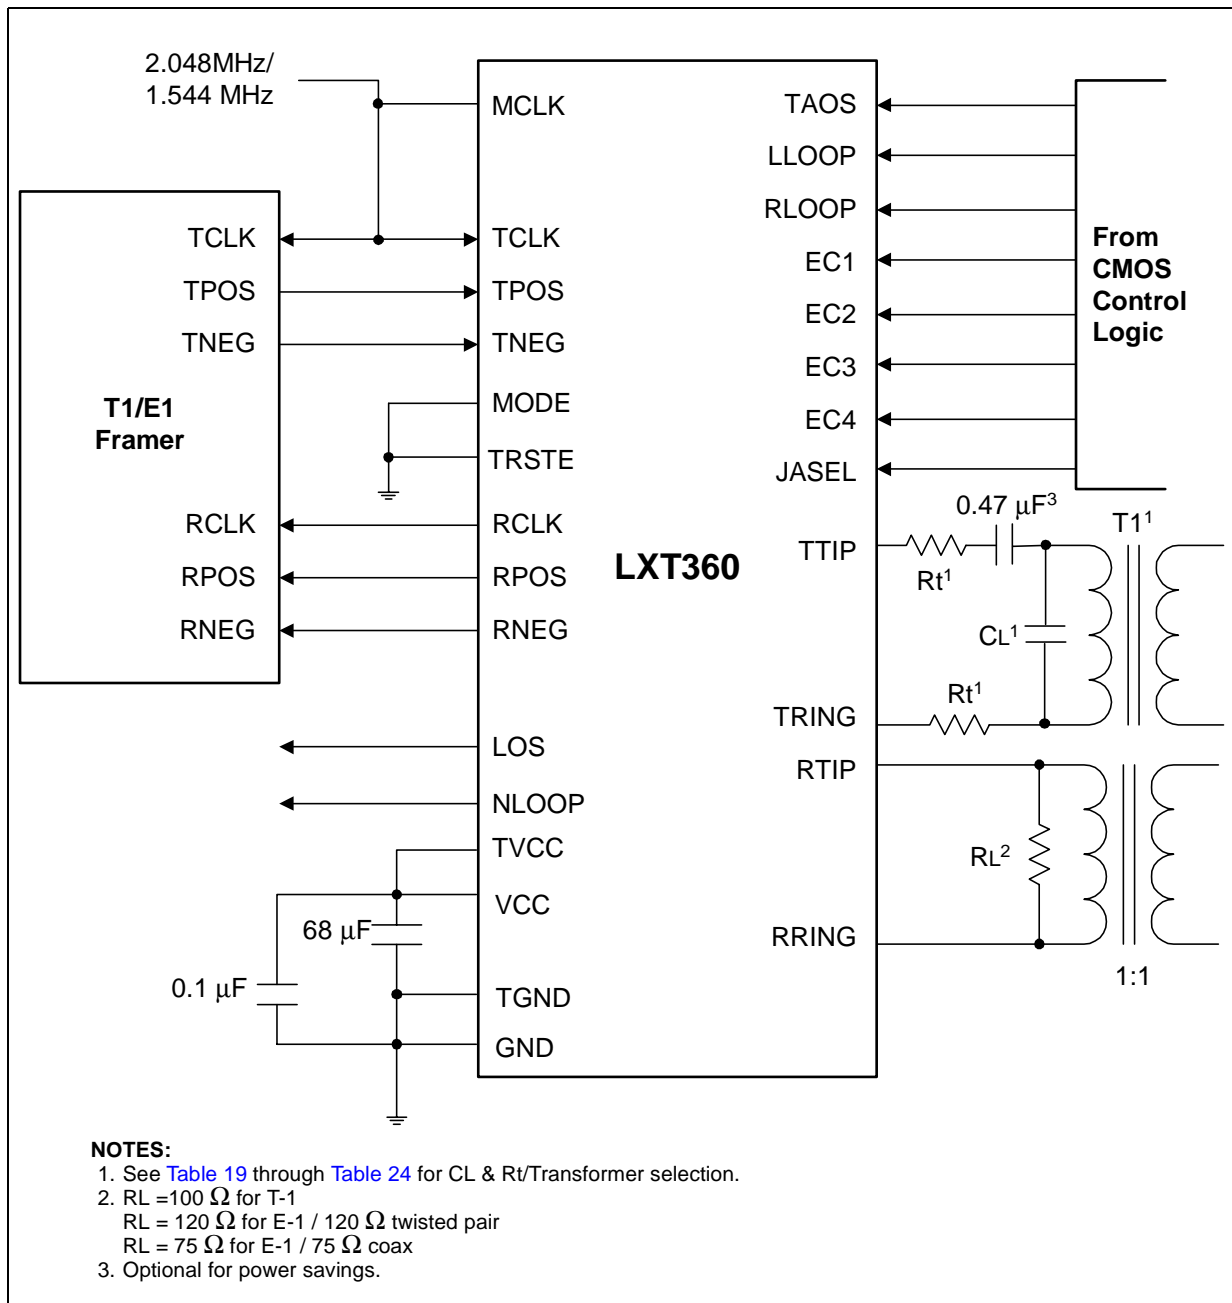 2.048MHz/
1.544 MHz
MCLK
TCLK
TPOS
TNEG
T1/E1
Framer
RCLK
RPOS
RNEG
TCLK
TPOS
TNEG
MODE
TRSTE
RCLK
RPOS
RNEG
LOS
NLOOP
TVCC
VCC
TGND
GND
68 μF
0.1 μF
LXT360
TAOS
LLOOP
RLOOP
EC1
EC2
EC3
EC4
JASEL
TTIP
TRING
RTIP
RRING
From
CMOS
Control
Logic
0.47 μF³
T1¹
Rt¹
CL¹
Rt¹
RL²
1:1
NOTES:
1. See Table 19 through Table 24 for CL & Rt/Transformer selection.
2. RL =100 Ω for T-1
RL = 120 Ω for E-1 / 120 Ω twisted pair
RL = 75 Ω for E-1 / 75 Ω coax
3. Optional for power savings.